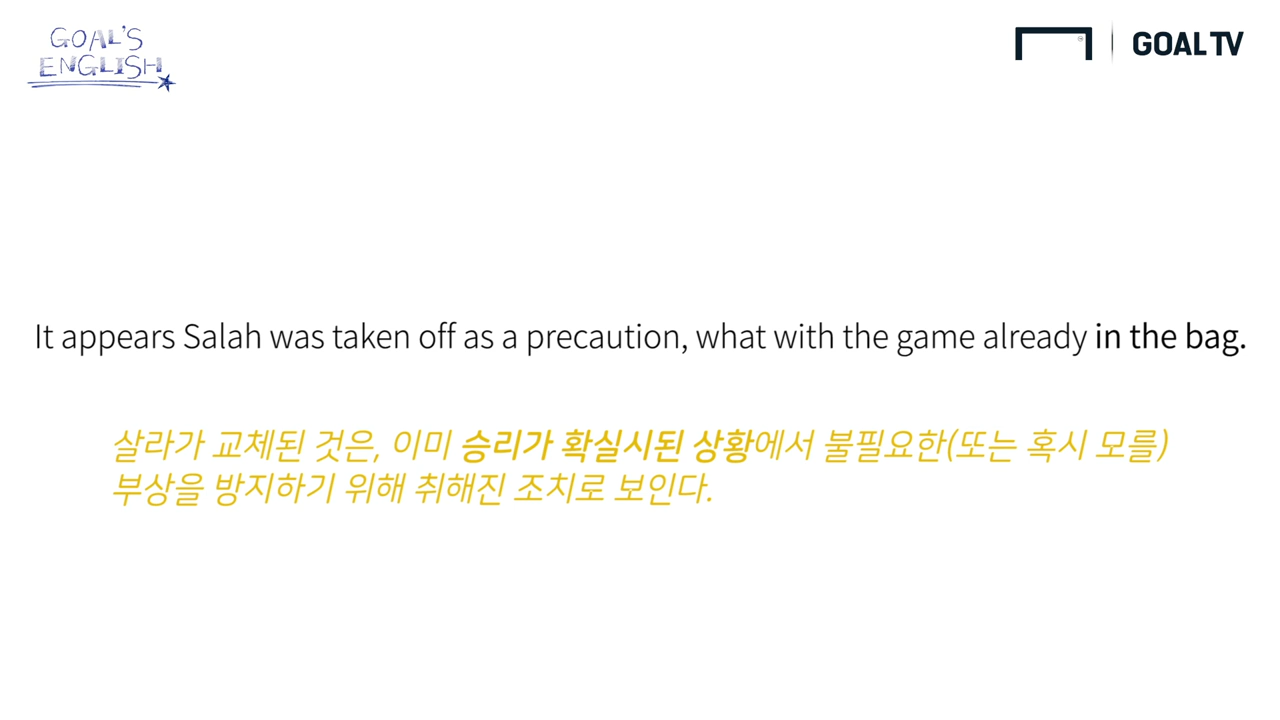 GOAL'S
ENGLISH
GOAL TV
It appears Salah was taken off as a precaution, what with the game already in the bag.
살라가 교체된 것은, 이미 승리가 확실시된 상황에서 불필요한(또는 혹시 모를)
부상을 방지하기 위해 취해진 조치로 보인다.